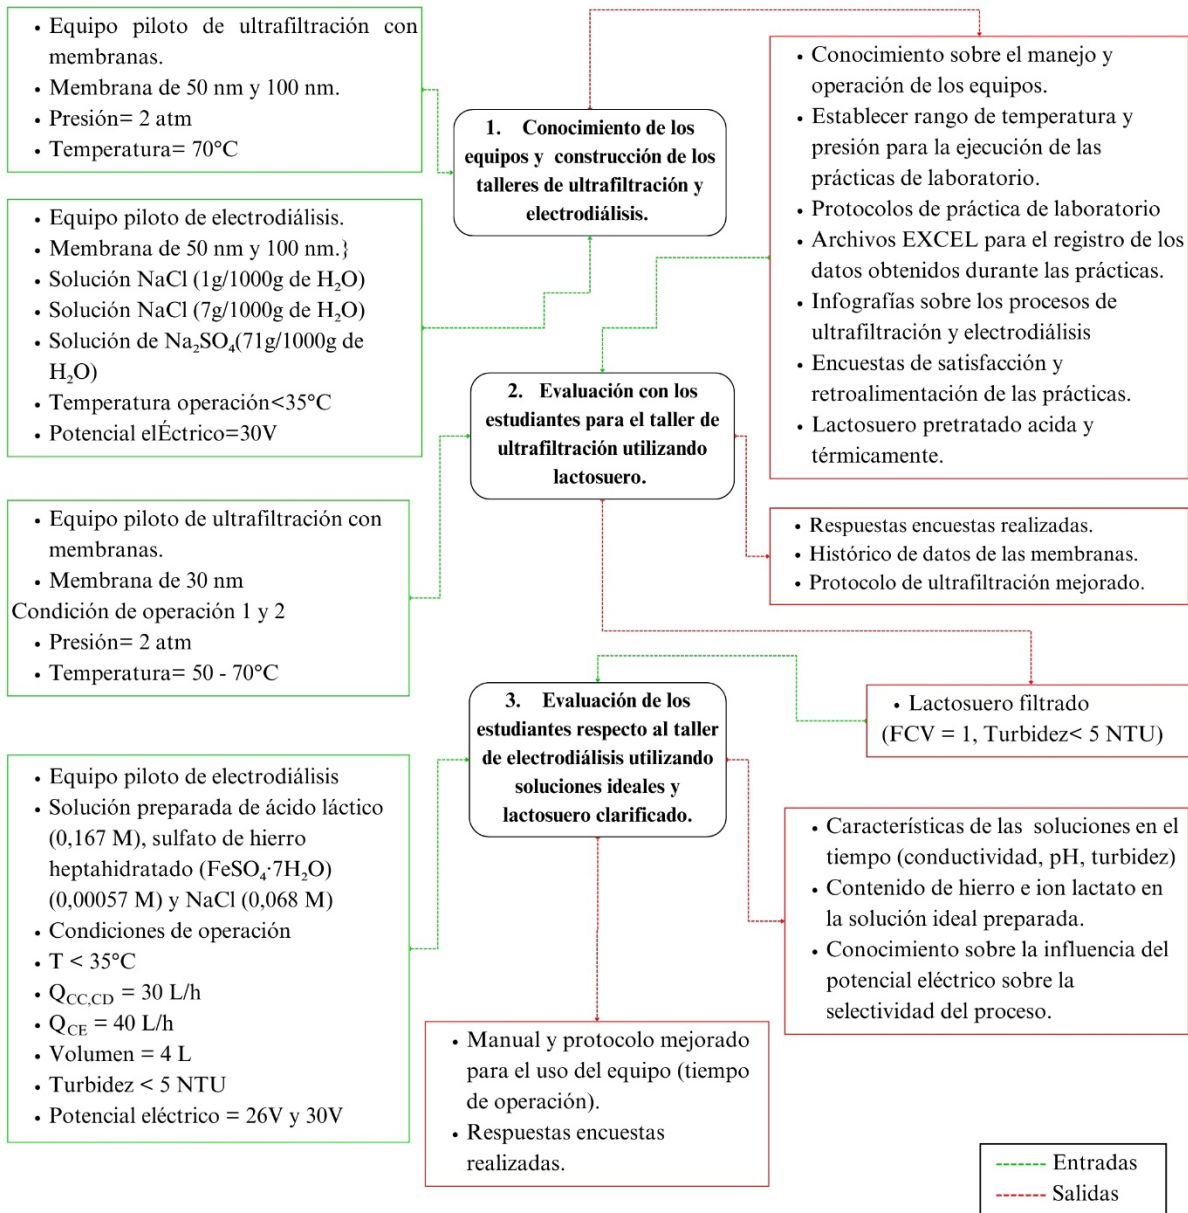 • Equipo piloto de ultrafiltración con
membranas.
• Membrana de 50 nm y 100 nm.
• Presión= 2 atm
• Temperatura= 70°C
• Equipo piloto de electrodiálisis.
• Membrana de 50 nm y 100 nm.}
• Solución NaCl (1g/1000g de H₂O)
• Solución NaCl (7g/1000g de H₂O)
• Solución de Na₂SO₄(71g/1000g de
H₂O)
• Temperatura operación<35°C
• Potencial elÉctrico=30V
• Equipo piloto de ultrafiltración con
membranas.
• Membrana de 30 nm
Condición de operación 1 y 2
• Presión= 2 atm
• Temperatura= 50 - 70°C
• Equipo piloto de electrodiálisis
• Solución preparada de ácido láctico
(0,167 M), sulfato de hierro
heptahidratado (FeSO₄·7H₂O)
(0,00057 M) y NaCl (0,068 M)
• Condiciones de operación
• T < 35°C
• Q_CC,CD = 30 L/h
• Q_CE = 40 L/h
• Volumen = 4 L
• Turbidez < 5 NTU
• Potencial eléctrico = 26V y 30V
1. Conocimiento de los
equipos y construcción de los
talleres de ultrafiltración y
electrodiálisis.
2. Evaluación con los
estudiantes para el taller de
ultrafiltración utilizando
lactosuero.
3. Evaluación de los
estudiantes respecto al taller
de electrodiálisis utilizando
soluciones ideales y
lactosuero clarificado.
• Manual y protocolo mejorado
para el uso del equipo (tiempo
de operación).
• Respuestas encuestas
realizadas.
• Conocimiento sobre el manejo y
operación de los equipos.
• Establecer rango de temperatura y
presión para la ejecución de las
prácticas de laboratorio.
• Protocolos de práctica de laboratorio
• Archivos EXCEL para el registro de los
datos obtenidos durante las prácticas.
• Infografías sobre los procesos de
ultrafiltración y electrodiálisis
• Encuestas de satisfacción y
retroalimentación de las prácticas.
• Lactosuero pretratado acida y
térmicamente.
• Respuestas encuestas realizadas.
• Histórico de datos de las membranas.
• Protocolo de ultrafiltración mejorado.
• Lactosuero filtrado
(FCV = 1, Turbidez< 5 NTU)
• Características de las soluciones en el
tiempo (conductividad, pH, turbidez)
• Contenido de hierro e ion lactato en
la solución ideal preparada.
• Conocimiento sobre la influencia del
potencial eléctrico sobre la
selectividad del proceso.
Entradas
Salidas